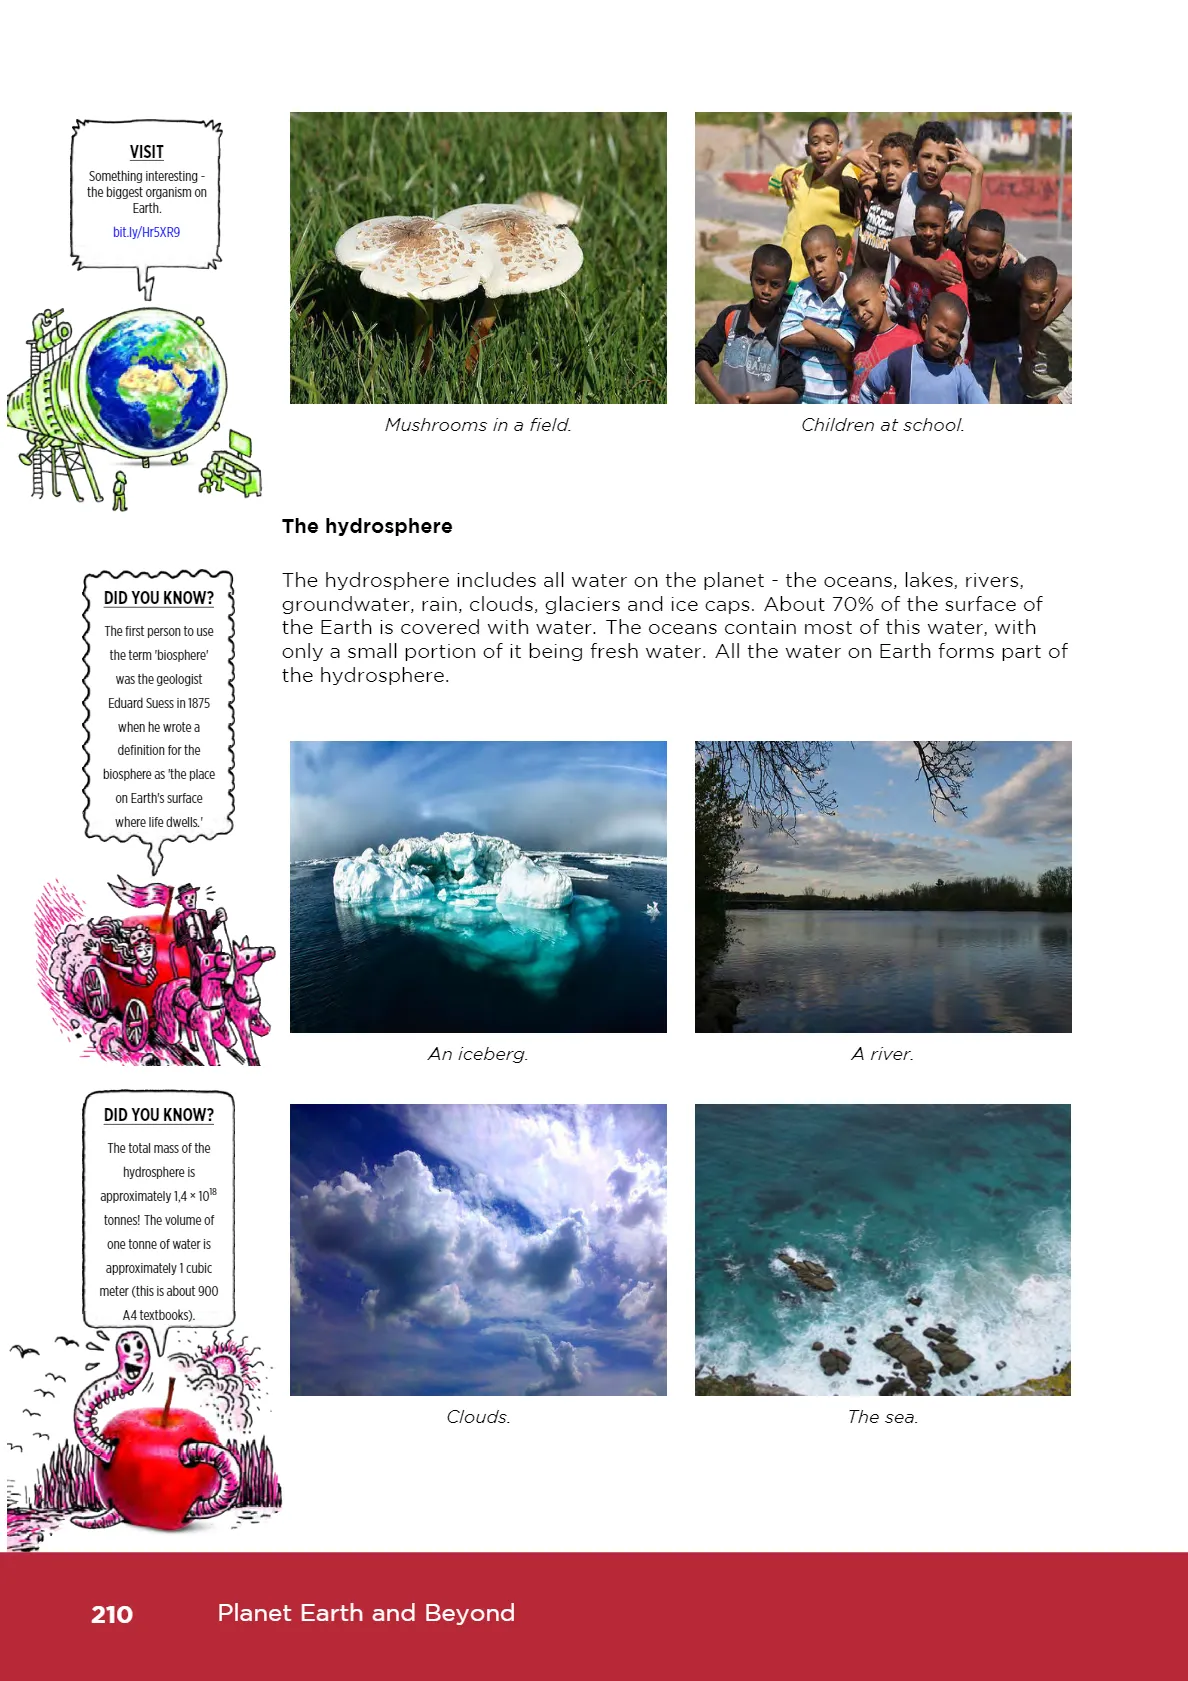 VISIT
Something interesting -
the biggest organism on
Earth.
bit.ly/Hr5XR9
Mushrooms in a field.
Children at school.
The hydrosphere
The hydrosphere includes all water on the planet - the oceans, lakes, rivers,
groundwater, rain, clouds, glaciers and ice caps. About 70% of the surface of
the Earth is covered with water. The oceans contain most of this water, with
only a small portion of it being fresh water. All the water on Earth forms part of
the hydrosphere.
DID YOU KNOW?
The first person to use
the term 'biosphere'
was the geologist
Eduard Suess in 1875
when he wrote a
definition for the
biosphere as 'the place
on Earth's surface
where life dwells.'
An iceberg.
A river.
DID YOU KNOW?
The total mass of the
hydrosphere is
approximately 1,4 × 10¹⁸
tonnes! The volume of
one tonne of water is
approximately 1 cubic
meter (this is about 900
A4 textbooks).
Clouds.
The sea.
210
Planet Earth and Beyond